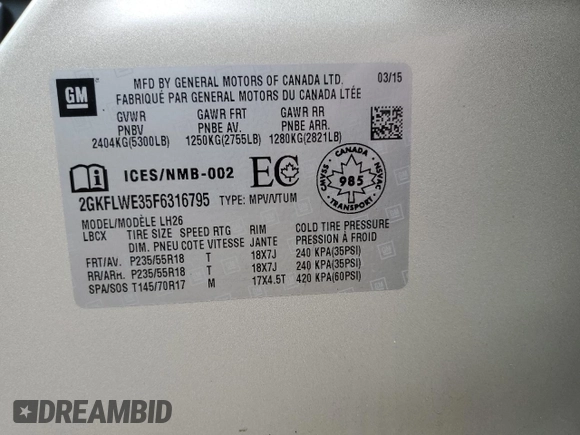 GM
MFD BY GENERAL MOTORS OF CANADA LTD. 03/15
FABRIQUÉ PAR GENERAL MOTORS DU CANADA LTÉE
GVWR GAWR FRT GAWR RR
PNBV PNBE AV. PNBE ARR.
2404KG(5300LB) 1250KG(2755LB) 1280KG(2821LB)
ICES/NMB-002 EC
CANADA
985
TRANSPORT
CMVSS NSVAC
2GKFLWE35F6316795 TYPE: MPV/VTUM
MODEL/MODÈLE LH26
LBCX TIRE SIZE SPEED RTG RIM COLD TIRE PRESSURE
DIM. PNEU COTE VITESSE JANTE PRESSION À FROID
FRT/AV. P235/55R18 T 18X7J 240 KPA(35PSI)
RR/ARR. P235/55R18 T 18X7J 240 KPA(35PSI)
SPA/SOS T145/70R17 M 17X4.5T 420 KPA(60PSI)
DREAMBID